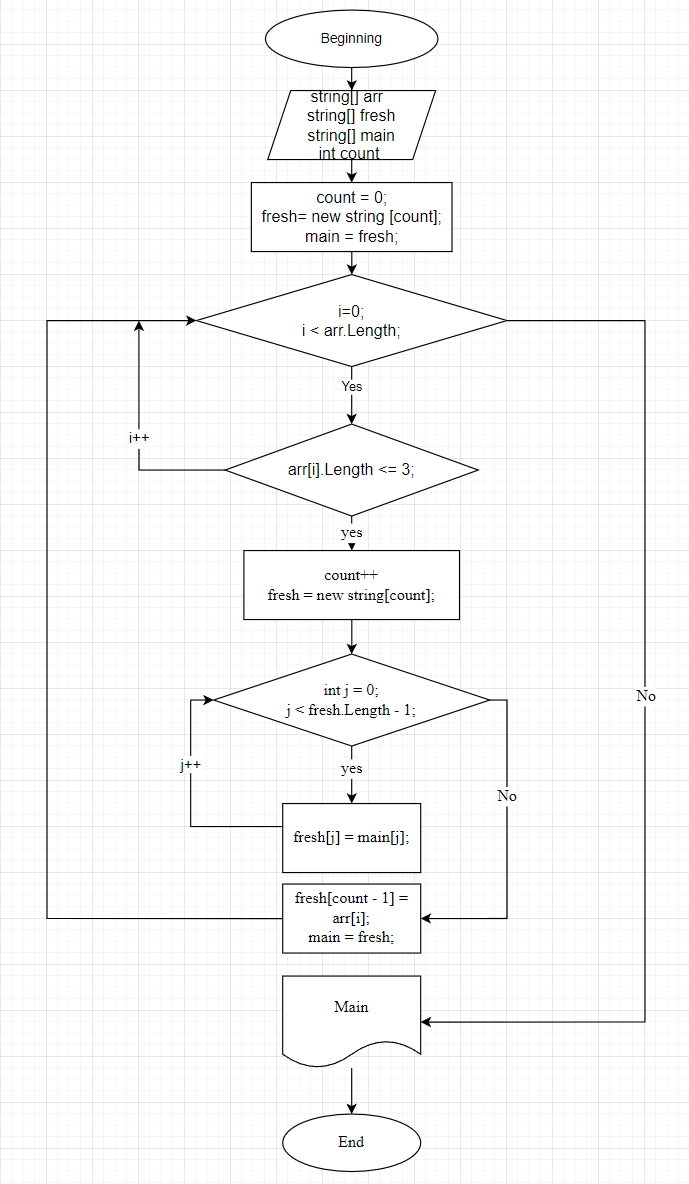 Beginning
string[] arr
string[] fresh
string[] main
int count
count = 0;
fresh= new string [count];
main = fresh;
i=0;
i < arr.Length;
Yes
i++
arr[i].Length <= 3;
yes
count++
fresh = new string[count];
int j = 0;
j < fresh.Length - 1;
No
j++
yes
No
fresh[j] = main[j];
fresh[count - 1] =
arr[i];
main = fresh;
Main
End